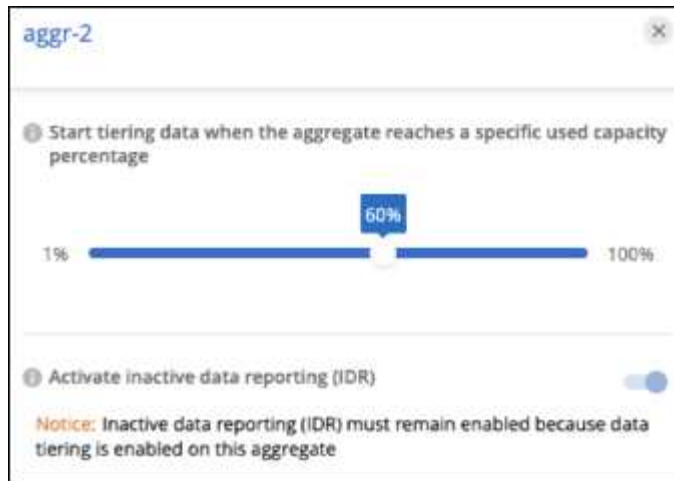 aggr-2
Start tiering data when the aggregate reaches a specific used capacity
percentage
60%
1% 100%
Activate inactive data reporting (IDR)
Notice: Inactive data reporting (IDR) must remain enabled because data
tiering is enabled on this aggregate